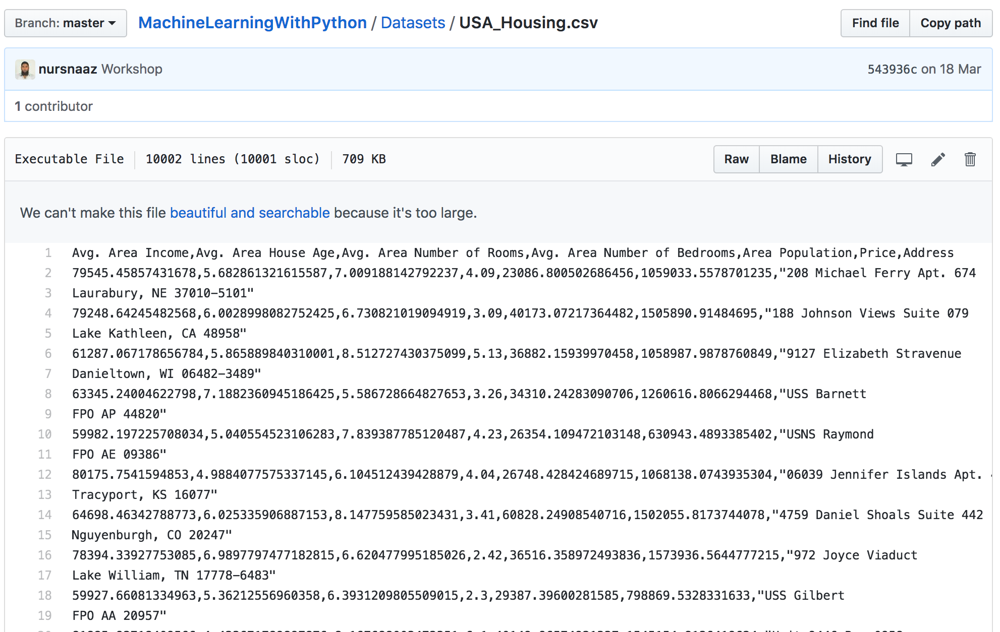 Branch: master MachineLearningWithPython / Datasets / USA_Housing.csv Find file Copy path
nursnaaz Workshop 543936c on 18 Mar
1 contributor
Executable File 10002 lines (10001 sloc) 709 KB Raw Blame History
We can't make this file beautiful and searchable because it's too large.
1 Avg. Area Income,Avg. Area House Age,Avg. Area Number of Rooms,Avg. Area Number of Bedrooms,Area Population,Price,Address
2 79545.45857431678,5.682861321615587,7.009188142792237,4.09,23086.800502686456,1059033.5578701235,"208 Michael Ferry Apt. 674
3 Laurabury, NE 37010-5101"
4 79248.64245482568,6.0028998082752425,6.730821019094919,3.09,40173.07217364482,1505890.91484695,"188 Johnson Views Suite 079
5 Lake Kathleen, CA 48958"
6 61287.067178656784,5.865889840310001,8.512727430375099,5.13,36882.15939970458,1058987.9878760849,"9127 Elizabeth Stravenue
7 Danieltown, WI 06482-3489"
8 63345.24004622798,7.1882360945186425,5.586728664827653,3.26,34310.24283090706,1260616.8066294468,"USS Barnett
9 FPO AP 44820"
10 59982.197225708034,5.040554523106283,7.839387785120487,4.23,26354.109472103148,630943.4893385402,"USNS Raymond
11 FPO AE 09386"
12 80175.7541594853,4.9884077575337145,6.104512439428879,4.04,26748.428424689715,1068138.0743935304,"06039 Jennifer Islands Apt.
13 Tracyport, KS 16077"
14 64698.46342788773,6.025335906887153,8.147759585023431,3.41,60828.24908540716,1502055.8173744078,"4759 Daniel Shoals Suite 442
15 Nguyenburgh, CO 20247"
16 78394.33927753085,6.9897797477182815,6.620477995185026,2.42,36516.358972493836,1573936.5644777215,"972 Joyce Viaduct
17 Lake William, TN 17778-6483"
18 59927.66081334963,5.36212556960358,6.3931209805509015,2.3,29387.39600281585,798869.5328331633,"USS Gilbert
19 FPO AA 20957"